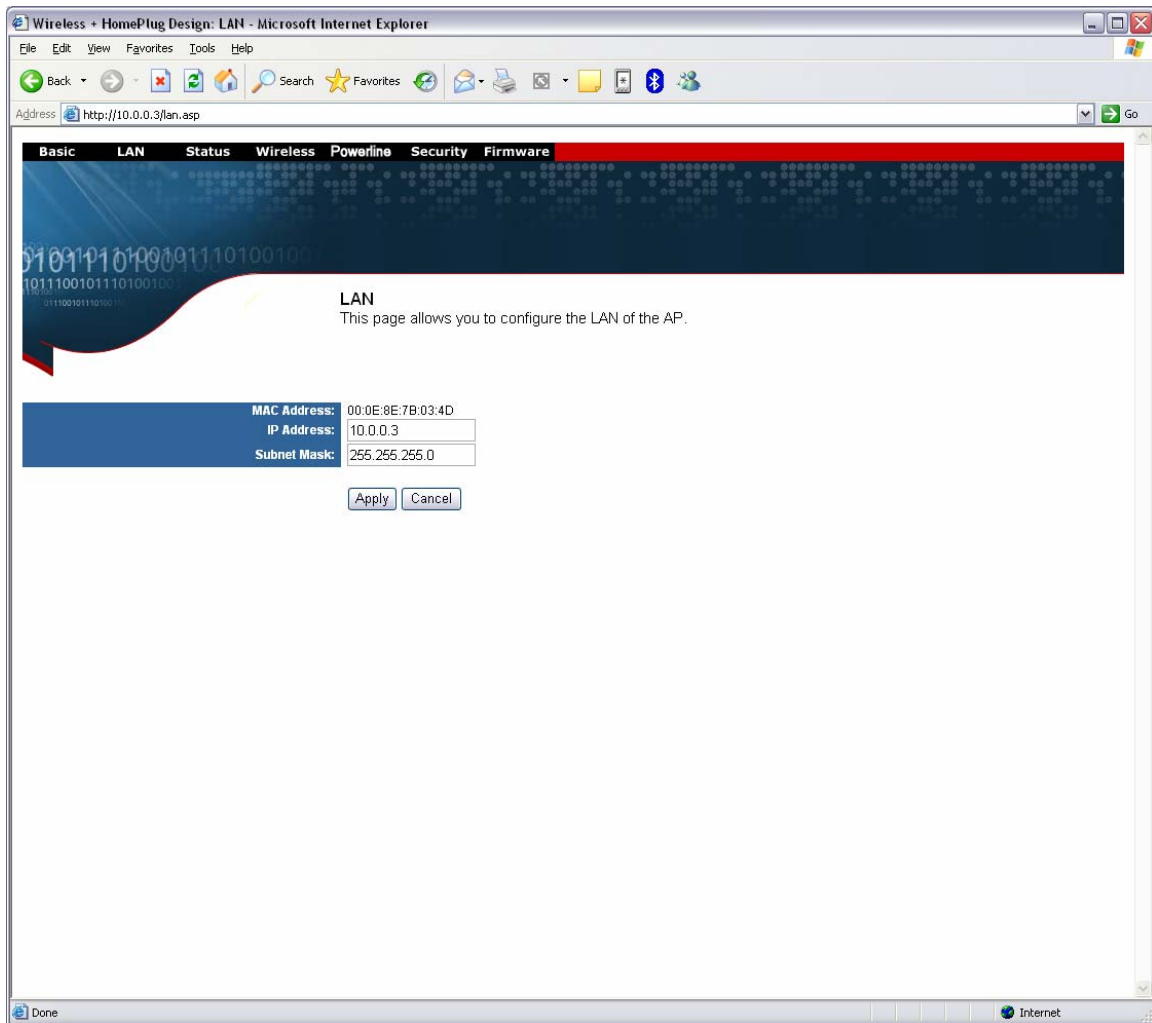 Wireless + HomePlug Design: LAN - Microsoft Internet Explorer
File Edit View Favorites Tools Help
Back Search Favorites
Address http://10.0.0.3/lan.asp Go
Basic LAN Status Wireless Powerline Security Firmware
LAN
This page allows you to configure the LAN of the AP.
MAC Address: 00:0E:8E:7B:03:4D
IP Address: 10.0.0.3
Subnet Mask: 255.255.255.0
Apply Cancel
Done Internet